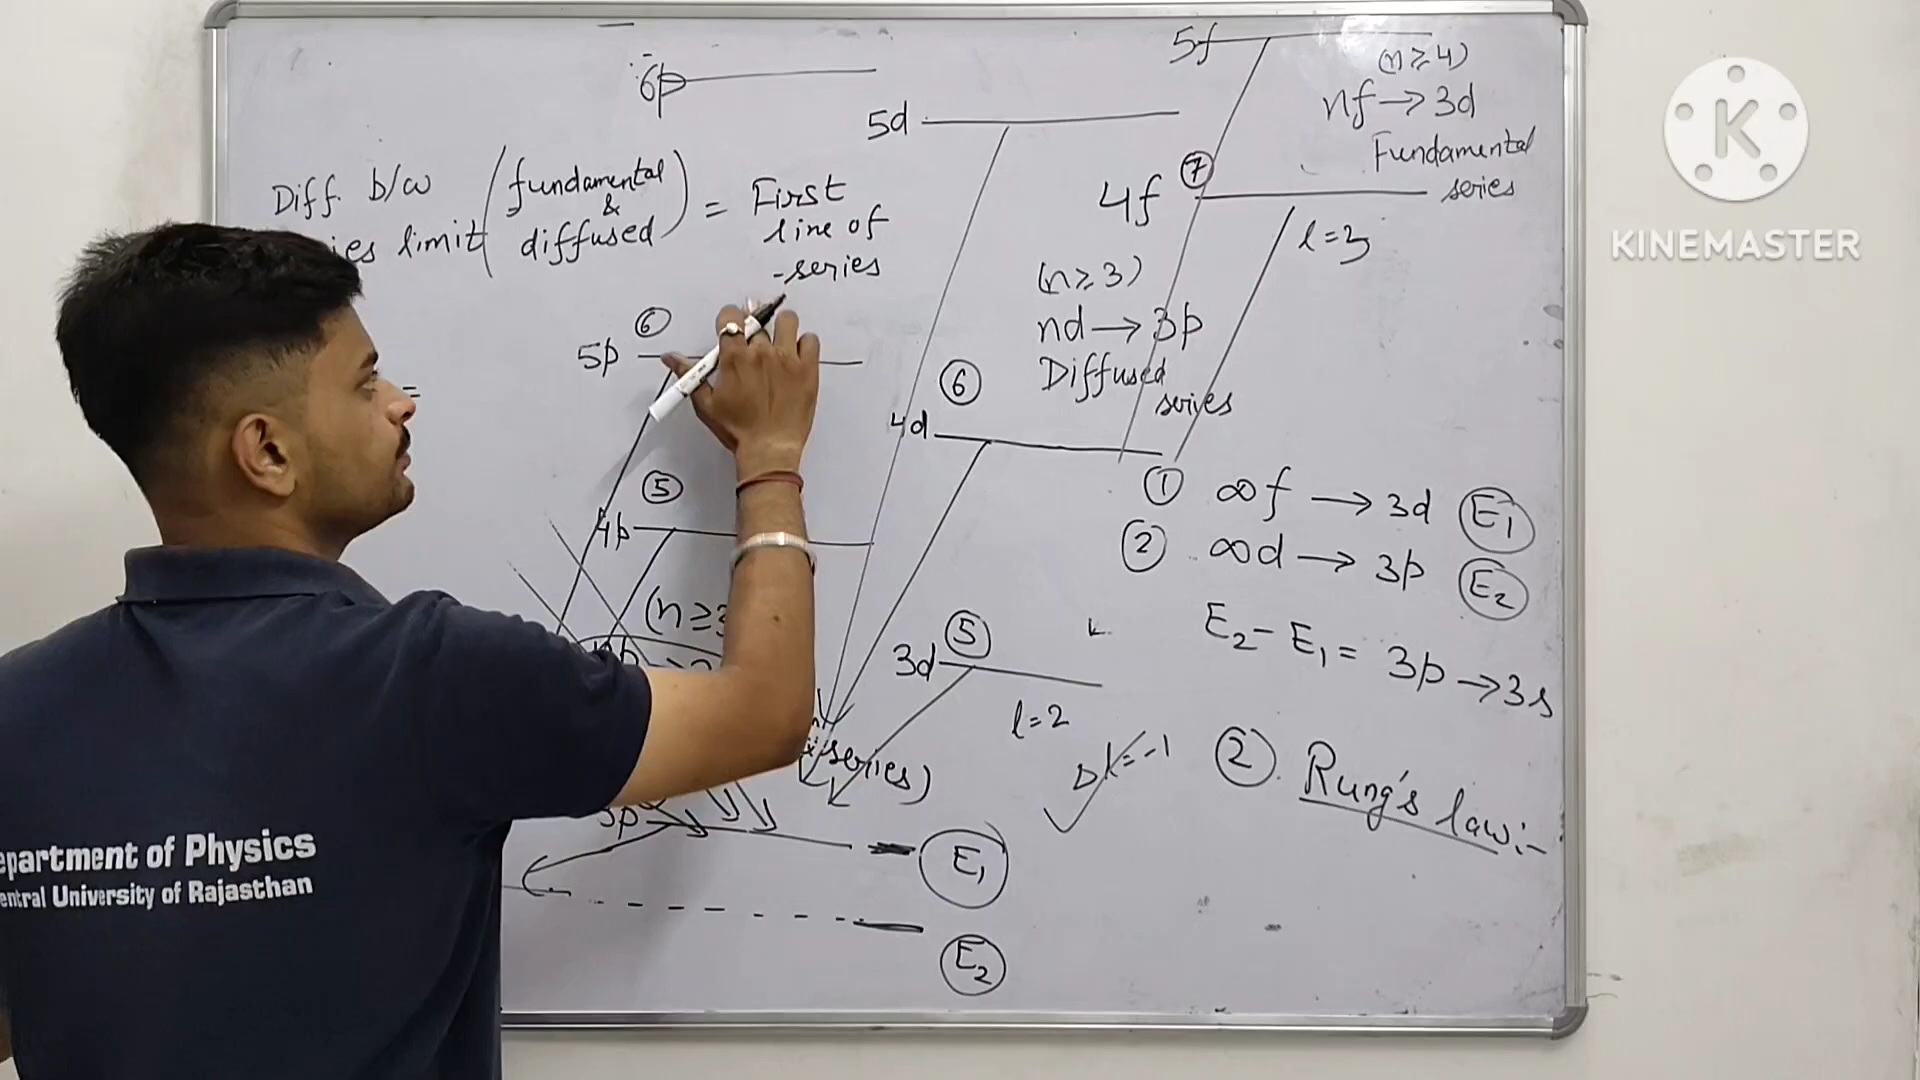 6p
5d
5f
(n ≥ 4)
nf → 3d
Fundamental
series
4f
7
l = 3
Diff. b/w ( fundamental & diffused ) = First
limit
line of
-series
(n ≥ 3)
nd → 3p
Diffused
series
5p
6
=
4d
6
4p
5
(n ≥ 3
1 ∞f → 3d E1
2 ∞d → 3p E2
E2 - E1 = 3p → 3s
3d
5
l = 2
series)
Δl = -1
2. Rung's law:-
3p
E1
E2
K
KINEMASTER
epartment of Physics
entral University of Rajasthan